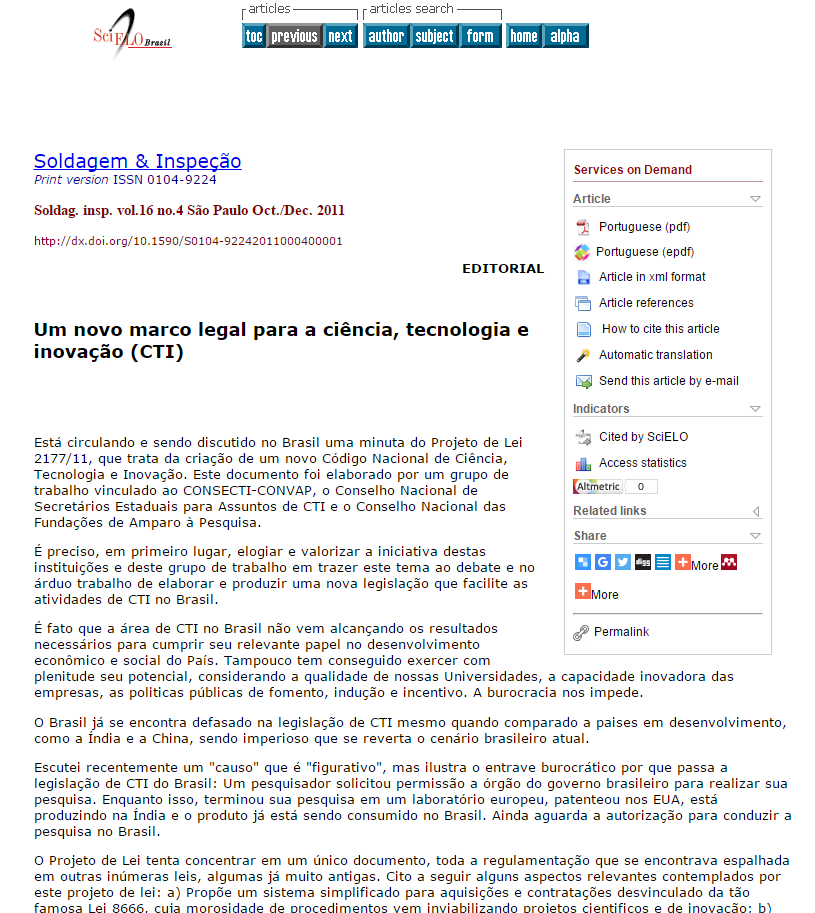 SciELO Brazil
articles
articles search
toc previous next author subject form home alpha
Soldagem & Inspeção
Print version ISSN 0104-9224
Soldag. insp. vol.16 no.4 São Paulo Oct./Dec. 2011
http://dx.doi.org/10.1590/S0104-92242011000400001
EDITORIAL
Um novo marco legal para a ciência, tecnologia e
inovação (CTI)
Está circulando e sendo discutido no Brasil uma minuta do Projeto de Lei
2177/11, que trata da criação de um novo Código Nacional de Ciência,
Tecnologia e Inovação. Este documento foi elaborado por um grupo de
trabalho vinculado ao CONSECTI-CONVAP, o Conselho Nacional de
Secretários Estaduais para Assuntos de CTI e o Conselho Nacional das
Fundações de Amparo à Pesquisa.
É preciso, em primeiro lugar, elogiar e valorizar a iniciativa destas
instituições e deste grupo de trabalho em trazer este tema ao debate e no
árduo trabalho de elaborar e produzir uma nova legislação que facilite as
atividades de CTI no Brasil.
É fato que a área de CTI no Brasil não vem alcançando os resultados
necessários para cumprir seu relevante papel no desenvolvimento
econômico e social do País. Tampouco tem conseguido exercer com
plenitude seu potencial, considerando a qualidade de nossas Universidades, a capacidade inovadora das
empresas, as politicas públicas de fomento, indução e incentivo. A burocracia nos impede.
O Brasil já se encontra defasado na legislação de CTI mesmo quando comparado a paises em desenvolvimento,
como a Índia e a China, sendo imperioso que se reverta o cenário brasileiro atual.
Escutei recentemente um "causo" que é "figurativo", mas ilustra o entrave burocrático por que passa a
legislação de CTI do Brasil: Um pesquisador solicitou permissão a órgão do governo brasileiro para realizar sua
pesquisa. Enquanto isso, terminou sua pesquisa em um laboratório europeu, patenteou nos EUA, está
produzindo na Índia e o produto já está sendo consumido no Brasil. Ainda aguarda a autorização para conduzir a
pesquisa no Brasil.
O Projeto de Lei tenta concentrar em um único documento, toda a regulamentação que se encontrava espalhada
em outras inúmeras leis, algumas já muito antigas. Cito a seguir alguns aspectos relevantes contemplados por
este projeto de lei: a) Propõe um sistema simplificado para aquisições e contratações desvinculado da tão
famosa Lei 8666, cuja morosidade de procedimentos vem inviabilizando projetos cientificos e de inovação; b)
Services on Demand
Article
Portuguese (pdf)
Portuguese (epdf)
Article in xml format
Article references
How to cite this article
Automatic translation
Send this article by e-mail
Indicators
Cited by SciELO
Access statistics
Altmetric 0
Related links
Share
digg More
More
Permalink